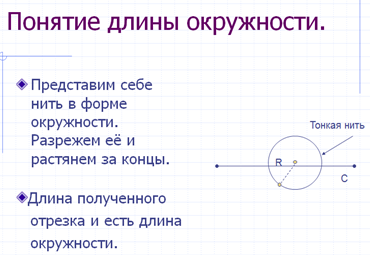 Понятие длины окружности.
Представим себе
нить в форме
окружности.
Разрежем её и
растянем за концы.
Тонкая нить
R
C
Длина полученного
отрезка и есть длина
окружности.